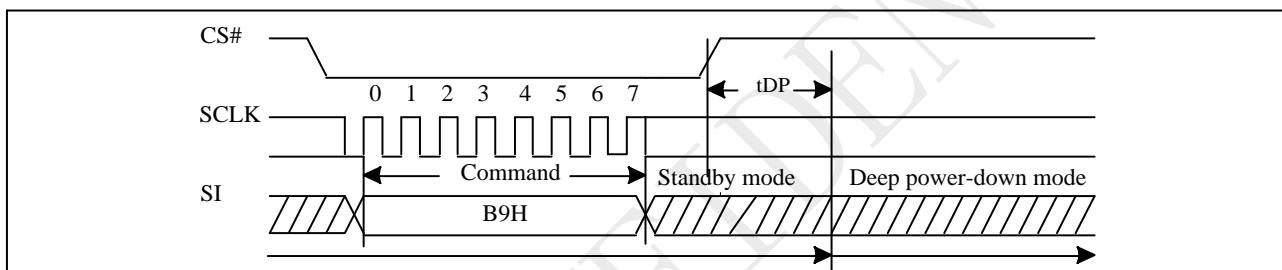 CS#
tDP
0 1 2 3 4 5 6 7
SCLK
Command
Standby mode
Deep power-down mode
SI
B9H